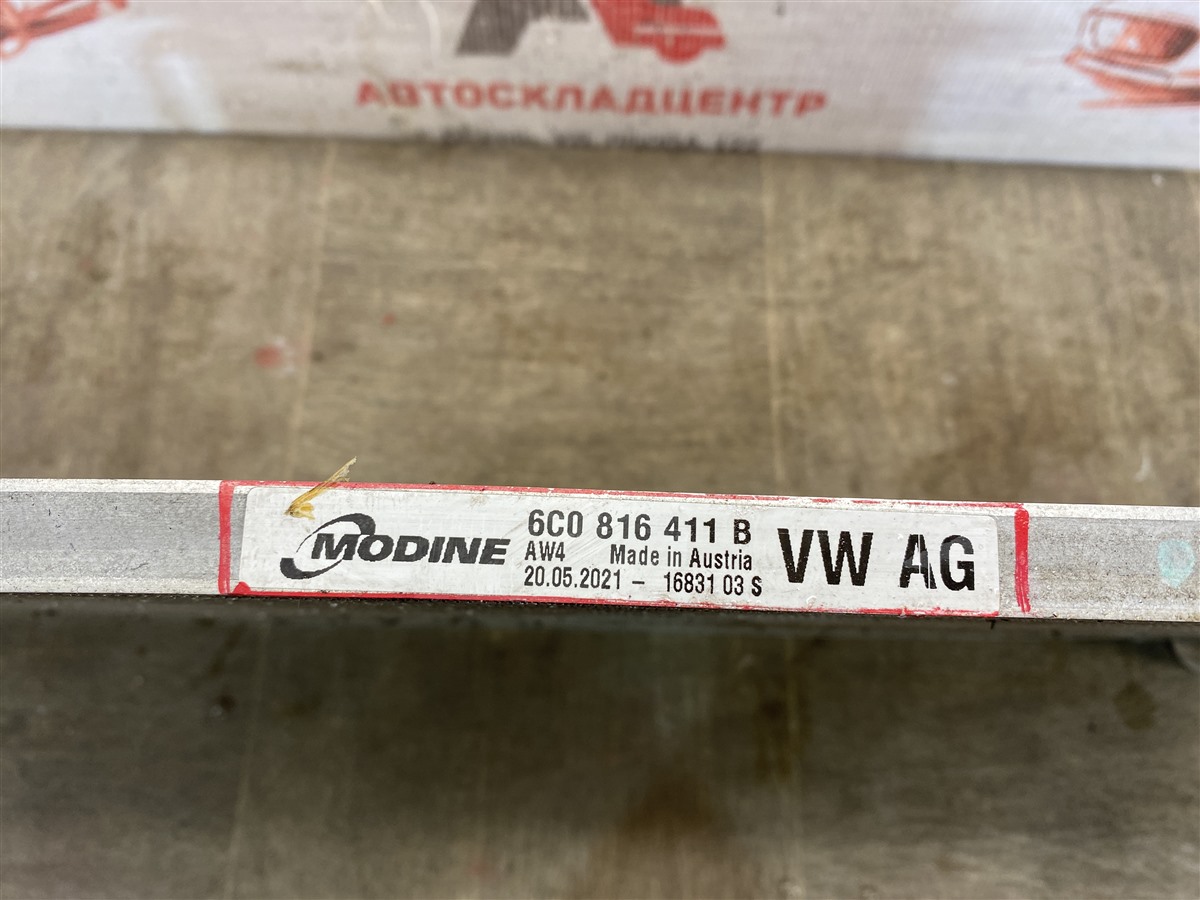 АВТОСКЛАДЦЕНТР
MODINE
6C0 816 411 B
AW4 Made in Austria
20.05.2021 - 16831 03 S
VW AG